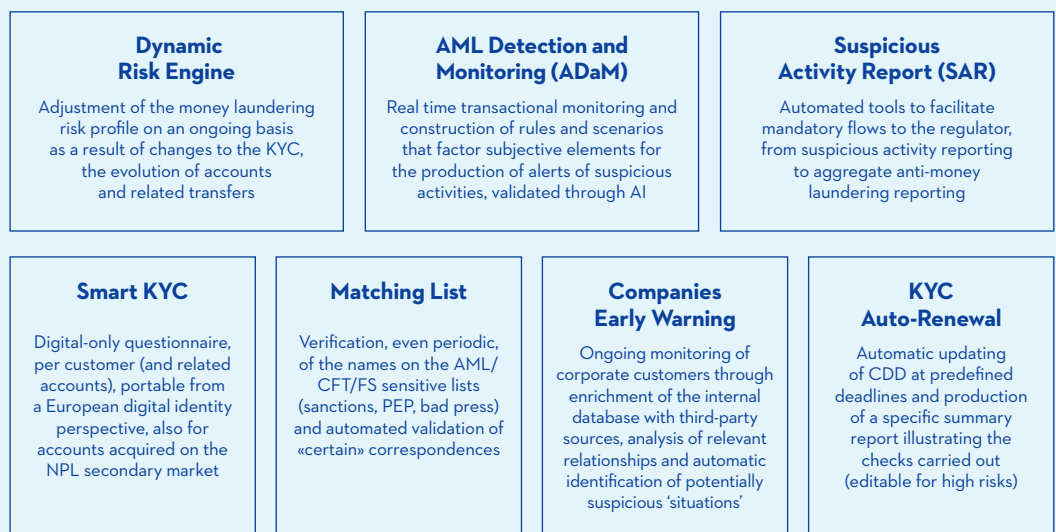 Dynamic
Risk Engine
Adjustment of the money laundering
risk profile on an ongoing basis
as a result of changes to the KYC,
the evolution of accounts
and related transfers
AML Detection and
Monitoring (ADaM)
Real time transactional monitoring and
construction of rules and scenarios
that factor subjective elements for
the production of alerts of suspicious
activities, validated through AI
Suspicious
Activity Report (SAR)
Automated tools to facilitate
mandatory flows to the regulator,
from suspicious activity reporting
to aggregate anti-money
laundering reporting
Smart KYC
Digital-only questionnaire,
per customer (and related
accounts), portable from
a European digital identity
perspective, also for
accounts acquired on the
NPL secondary market
Matching List
Verification, even periodic,
of the names on the AML/
CFT/FS sensitive lists
(sanctions, PEP, bad press)
and automated validation of
«certain» correspondences
Companies
Early Warning
Ongoing monitoring of
corporate customers through
enrichment of the internal
database with third-party
sources, analysis of relevant
relationships and automatic
identification of potentially
suspicious ‘situations’
KYC
Auto-Renewal
Automatic updating
of CDD at predefined
deadlines and production
of a specific summary
report illustrating the
checks carried out
(editable for high risks)